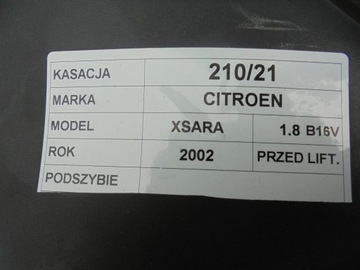 KASACJA 210/21
MARKA CITROEN
MODEL XSARA 1.8 B16V
ROK 2002 PRZED LIFT.
PODSZYBIE